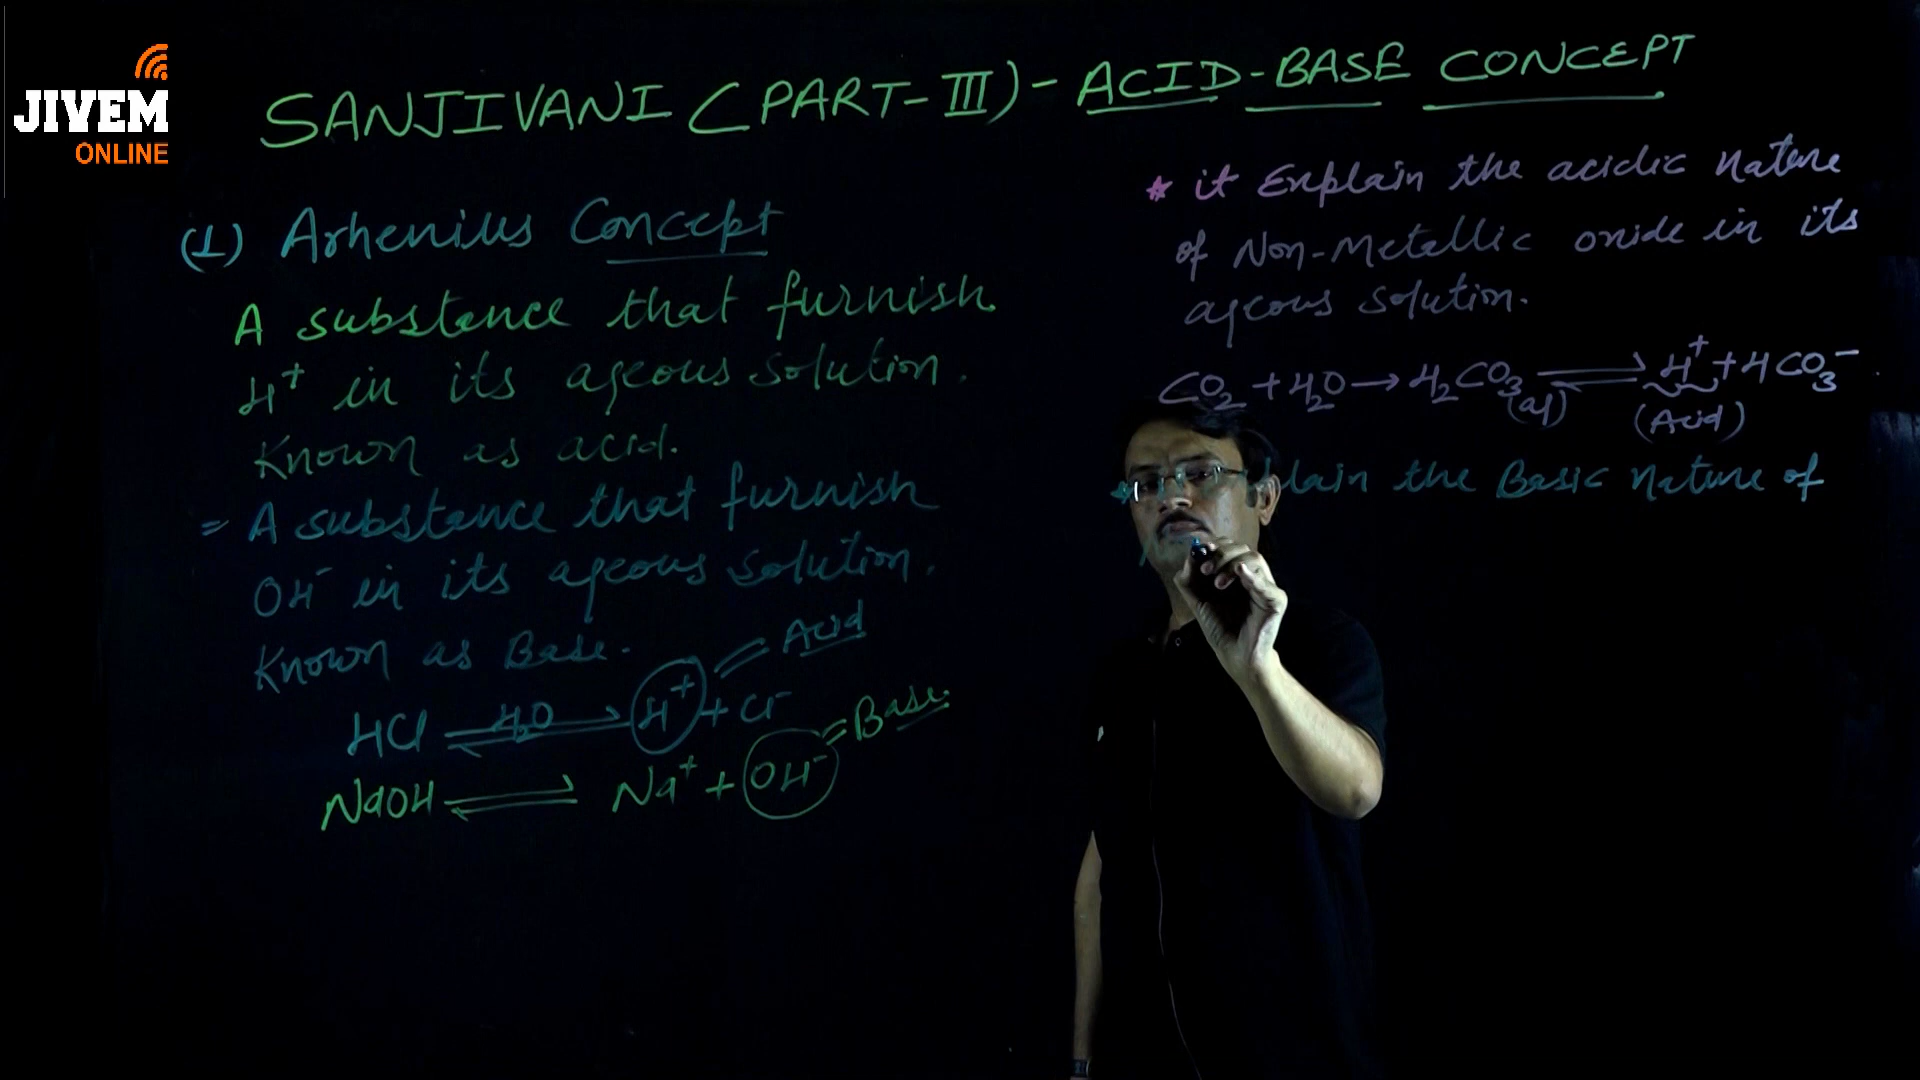 JIVEM
ONLINE
SANJIVANI (PART-III) - ACID-BASE CONCEPT
(1) Arhenius Concept
A substance that furnish
H⁺ in its aqeous solution.
Known as acid.
= A substance that furnish
OH⁻ in its aqeous solution.
Known as Base.
HCl ⇌ H₂O H⁺ + Cl⁻ = Acid
NaOH ⇌ Na⁺ + OH⁻ = Base
* it Explain the acidic nature
of Non-Metallic oxide in its
aqeous solution.
CO₂ + H₂O → H₂CO₃ (aq) ⇌ H⁺ + HCO₃⁻
(Acid)
the Basic nature of